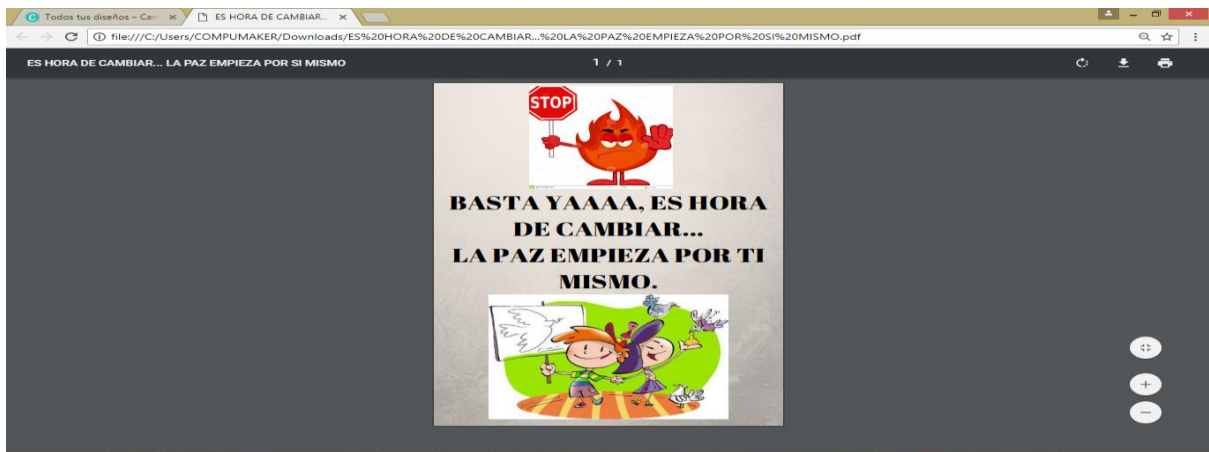 Todos tus diseños – Can
ES HORA DE CAMBIAR...
file:///C:/Users/COMPUMAKER/Downloads/ES%20HORA%20DE%20CAMBIAR...%20LA%20PAZ%20EMPIEZA%20POR%20SI%20MISMO.pdf
ES HORA DE CAMBIAR... LA PAZ EMPIEZA POR SI MISMO
1 / 1
STOP
BASTA YAAAA, ES HORA
DE CAMBIAR...
LA PAZ EMPIEZA POR TI
MISMO.